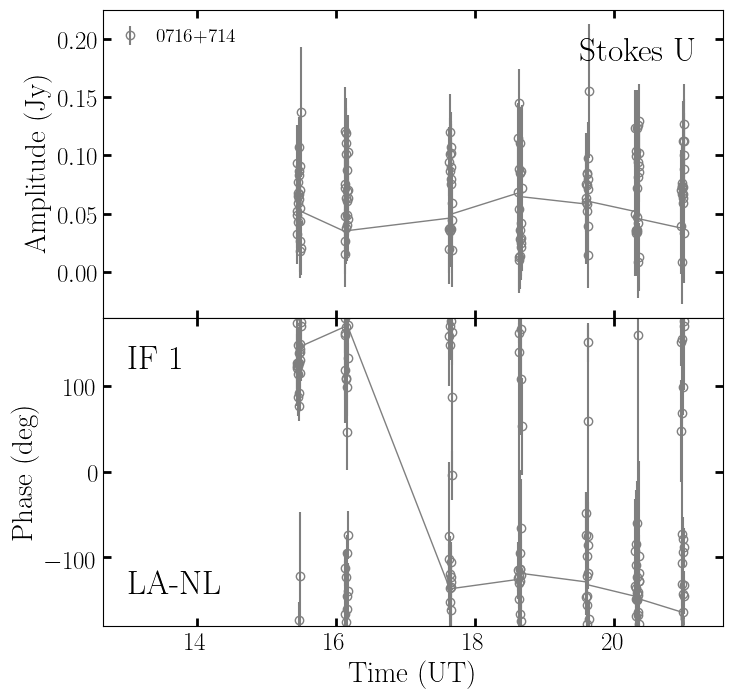 0716+714
Stokes U
0.20
0.15
0.10
0.05
0.00
Amplitude (Jy)
IF 1
100
0
−100
Phase (deg)
LA-NL
14 16 18 20
Time (UT)